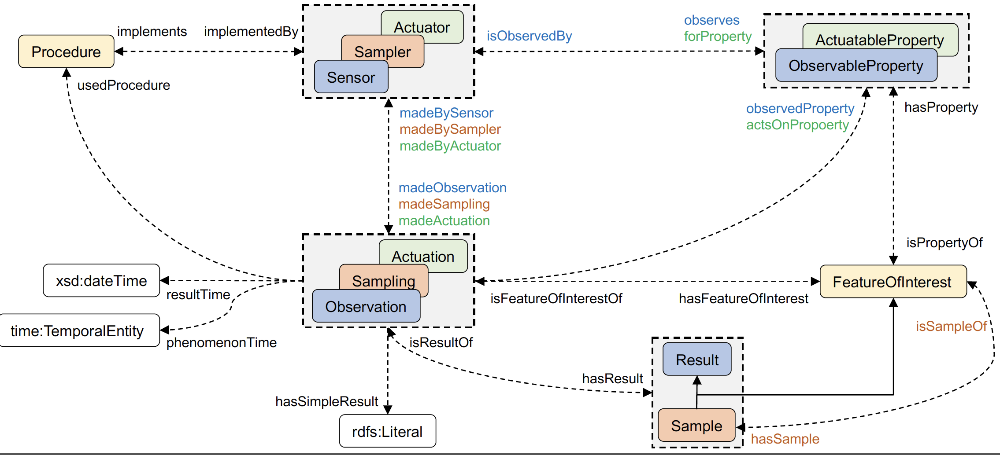 Procedure
implements
implementedBy
Actuator
Sampler
Sensor
isObservedBy
observes
forProperty
ActuatableProperty
ObservableProperty
usedProcedure
madeBySensor
madeBySampler
madeByActuator
observedProperty
actsOnPropoerty
hasProperty
madeObservation
madeSampling
madeActuation
isPropertyOf
Actuation
Sampling
Observation
xsd:dateTime
resultTime
time:TemporalEntity
phenomenonTime
isFeatureOfInterestOf
hasFeatureOfInterest
FeatureOfInterest
isSampleOf
isResultOf
hasResult
Result
Sample
hasSample
hasSimpleResult
rdfs:Literal